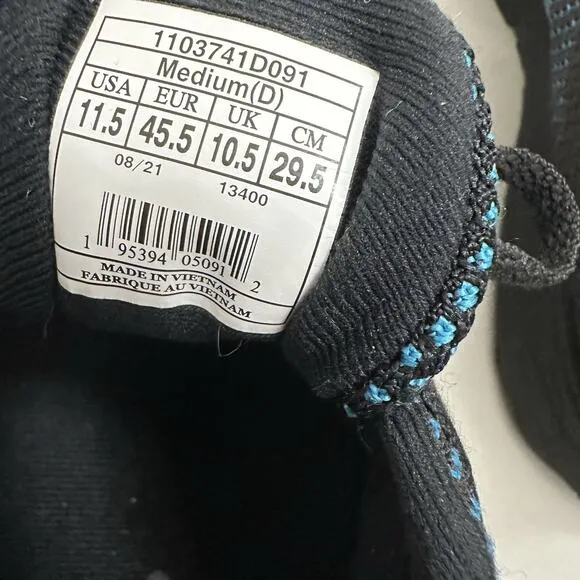 1103741D091
Medium(D)
USA EUR UK CM
11.5 45.5 10.5 29.5
08/21 13400
1 95394 05091 2
MADE IN VIETNAM
FABRIQUE AU VIETNAM